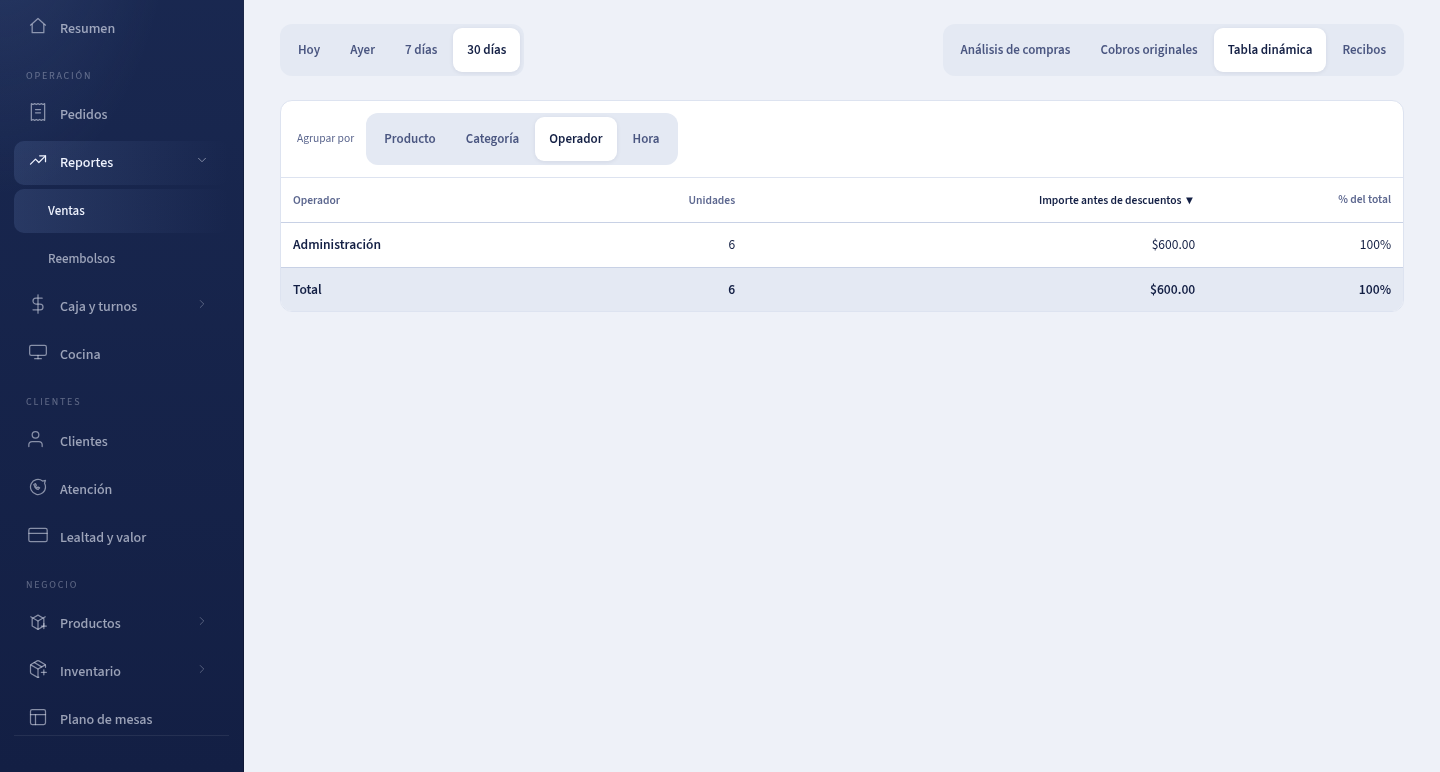 Resumen
OPERACIÓN
Pedidos
Reportes
Ventas
Reembolsos
Caja y turnos
Cocina
CLIENTES
Clientes
Atención
Lealtad y valor
NEGOCIO
Productos
Inventario
Plano de mesas
Hoy Ayer 7 días 30 días
Análisis de compras Cobros originales Tabla dinámica Recibos
Agrupar por Producto Categoría Operador Hora
Operador Unidades Importe antes de descuentos ▼ % del total
Administración 6 $600.00 100%
Total 6 $600.00 100%